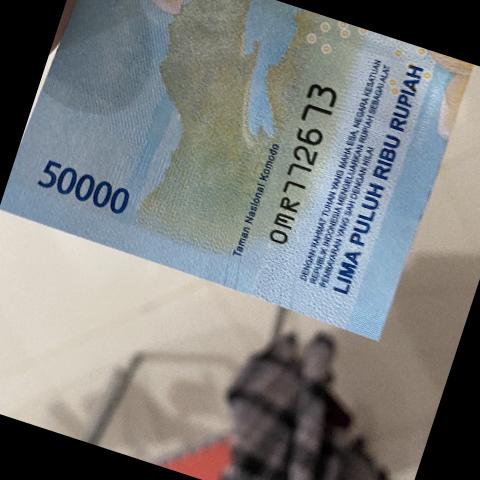 50000
Taman Nasional Komodo
OMR772673
DENGAN RAHMAT TUHAN YANG MAHA ESA, NEGARA KESATUAN
REPUBLIK INDONESIA MENGELUARKAN RUPIAH SEBAGAI ALAT
PEMBAYARAN YANG SAH DENGAN NILAI
LIMA PULUH RIBU RUPIAH